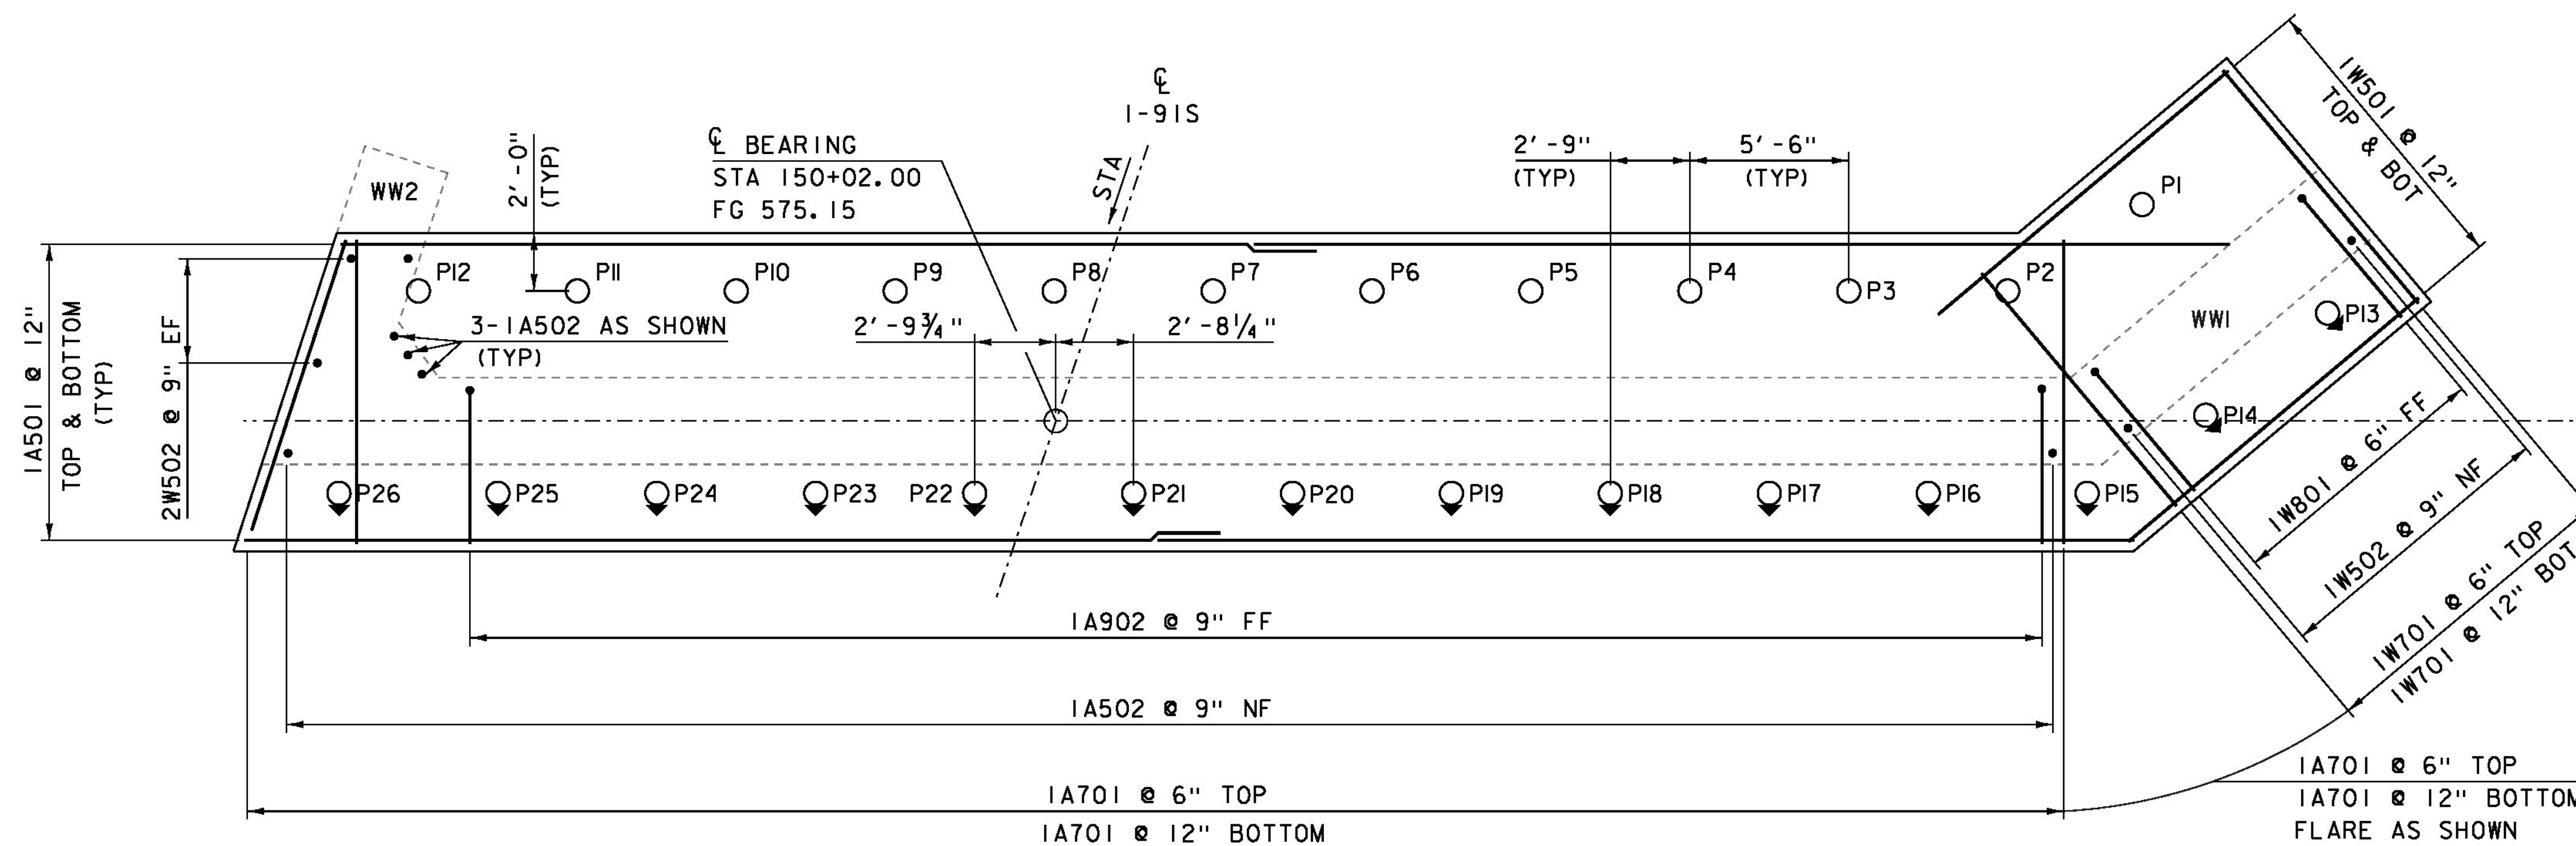 ℄
I-91S
℄ BEARING
STA 150+02.00
FG 575.15
STA
2'-0"
(TYP)
2'-9"
(TYP)
5'-6"
(TYP)
1W501 @ 12"
TOP & BOT
WW2
P1
P12
P11
P10
P9
P8
P7
P6
P5
P4
P3
P2
P13
WW1
P14
3-1A502 AS SHOWN
(TYP)
2'-9¾"
2'-8¼"
1A501 @ 12"
TOP & BOTTOM
(TYP)
2W502 @ 9" EF
P26
P25
P24
P23
P22
P21
P20
P19
P18
P17
P16
P15
1W801 @ 6" FF
1W502 @ 9" NF
1W701 @ 6" TOP
1W701 @ 12" BOT
1A902 @ 9" FF
1A502 @ 9" NF
1A701 @ 6" TOP
1A701 @ 12" BOTTOM
1A701 @ 6" TOP
1A701 @ 12" BOTTOM
FLARE AS SHOWN